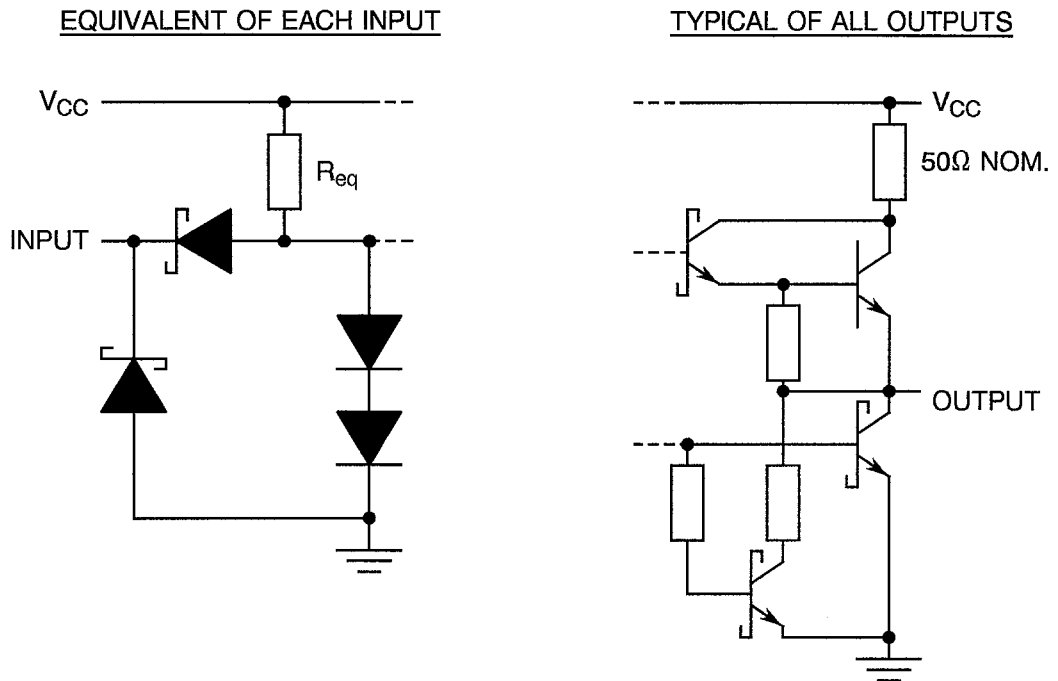 EQUIVALENT OF EACH INPUT
VCC
Req
INPUT
TYPICAL OF ALL OUTPUTS
VCC
50Ω NOM.
OUTPUT